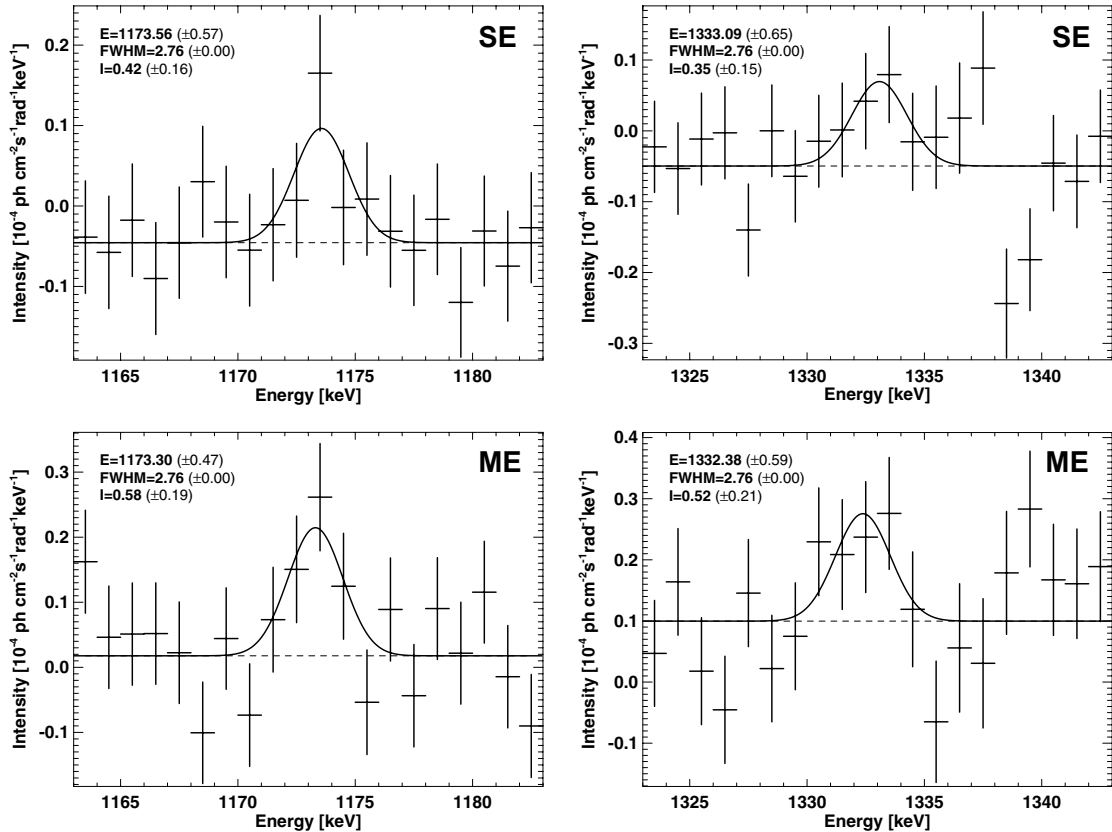 E=1173.56 (±0.57)
FWHM=2.76 (±0.00)
I=0.42 (±0.16)
SE
0.2
0.1
0.0
-0.1
Intensity [10⁻⁴ ph cm⁻²s⁻¹rad⁻¹keV⁻¹]
1165 1170 1175 1180
Energy [keV]
E=1333.09 (±0.65)
FWHM=2.76 (±0.00)
I=0.35 (±0.15)
SE
0.1
0.0
-0.1
-0.2
-0.3
Intensity [10⁻⁴ ph cm⁻²s⁻¹rad⁻¹keV⁻¹]
1325 1330 1335 1340
Energy [keV]
E=1173.30 (±0.47)
FWHM=2.76 (±0.00)
I=0.58 (±0.19)
ME
0.3
0.2
0.1
0.0
-0.1
Intensity [10⁻⁴ ph cm⁻²s⁻¹rad⁻¹keV⁻¹]
1165 1170 1175 1180
Energy [keV]
E=1332.38 (±0.59)
FWHM=2.76 (±0.00)
I=0.52 (±0.21)
ME
0.4
0.3
0.2
0.1
0.0
-0.1
Intensity [10⁻⁴ ph cm⁻²s⁻¹rad⁻¹keV⁻¹]
1325 1330 1335 1340
Energy [keV]